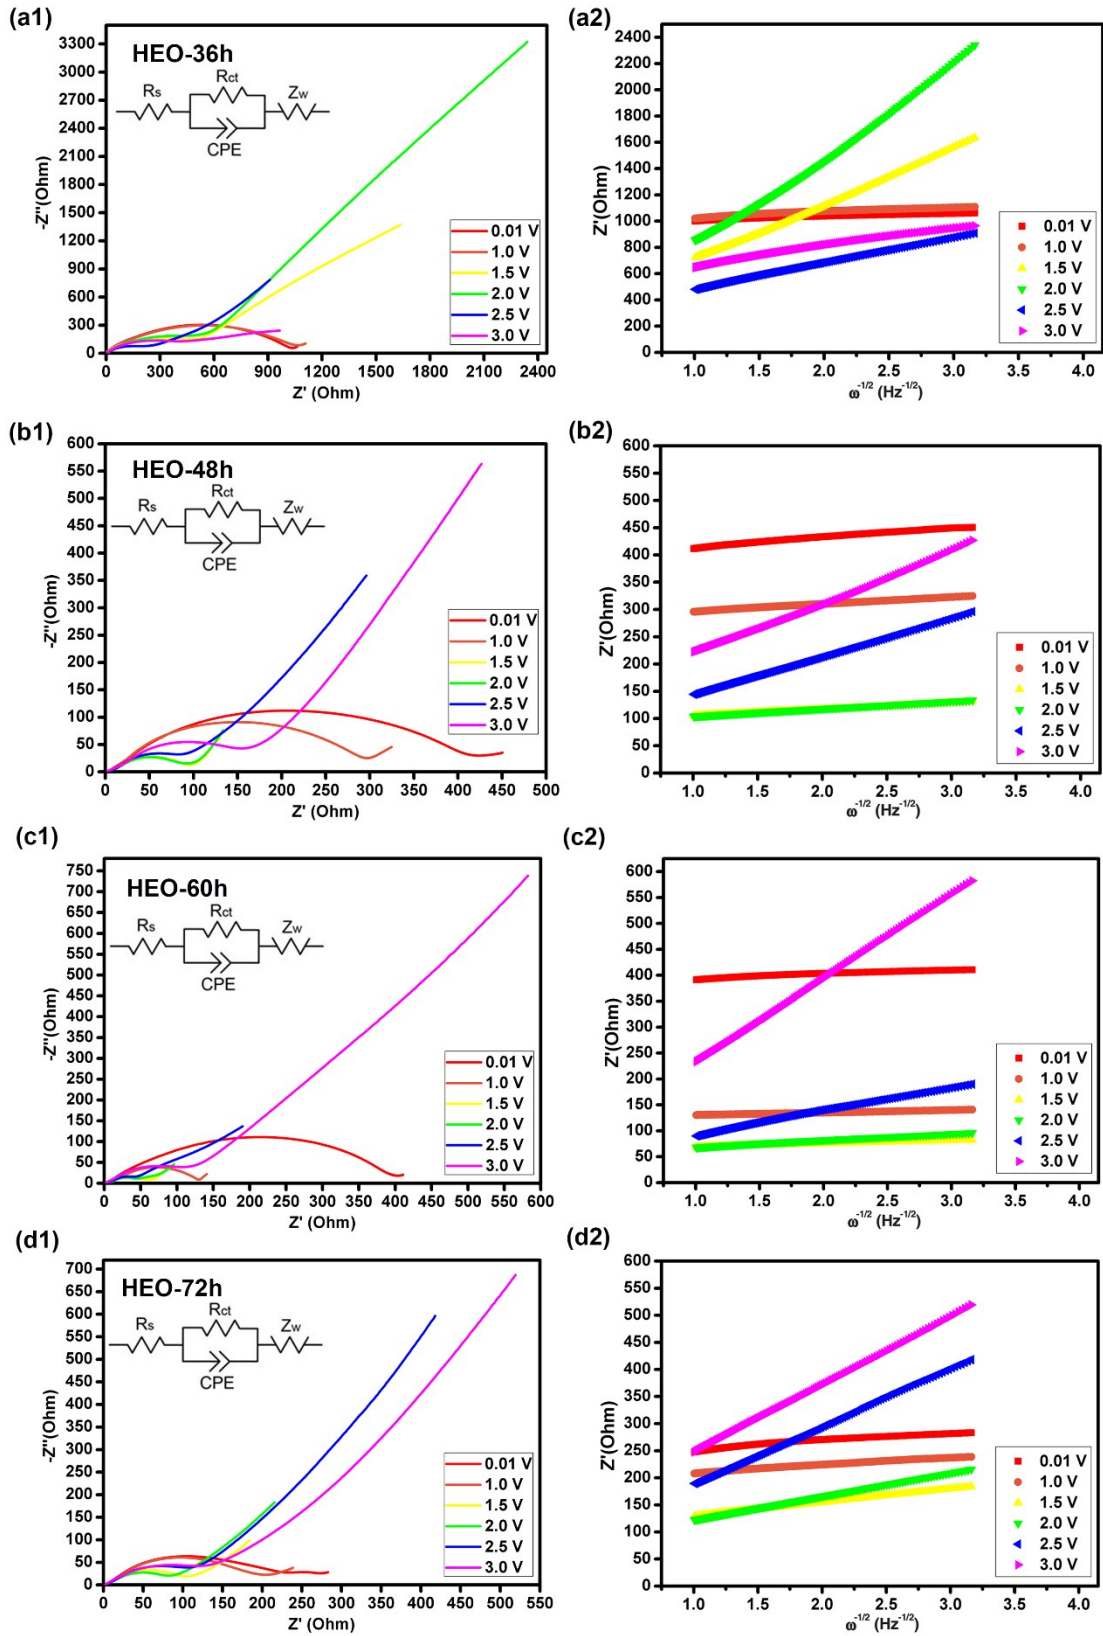 (a1)
HEO-36h
Rs
Rct
Zw
CPE
-Z''(Ohm)
3300
3000
2700
2400
2100
1800
1500
1200
900
600
300
0
0 300 600 900 1200 1500 1800 2100 2400
Z' (Ohm)
0.01 V
1.0 V
1.5 V
2.0 V
2.5 V
3.0 V
(a2)
Z'(Ohm)
2400
2200
2000
1800
1600
1400
1200
1000
800
600
400
200
0
1.0 1.5 2.0 2.5 3.0 3.5 4.0
ω-1/2 (Hz-1/2)
0.01 V
1.0 V
1.5 V
2.0 V
2.5 V
3.0 V
(b1)
HEO-48h
Rs
Rct
Zw
CPE
-Z''(Ohm)
600
550
500
450
400
350
300
250
200
150
100
50
0
0 50 100 150 200 250 300 350 400 450 500
Z' (Ohm)
0.01 V
1.0 V
1.5 V
2.0 V
2.5 V
3.0 V
(b2)
Z'(Ohm)
600
550
500
450
400
350
300
250
200
150
100
50
0
1.0 1.5 2.0 2.5 3.0 3.5 4.0
ω-1/2 (Hz-1/2)
0.01 V
1.0 V
1.5 V
2.0 V
2.5 V
3.0 V
(c1)
HEO-60h
Rs
Rct
Zw
CPE
-Z''(Ohm)
750
700
650
600
550
500
450
400
350
300
250
200
150
100
50
0
0 50 100 150 200 250 300 350 400 450 500 550 600
Z' (Ohm)
0.01 V
1.0 V
1.5 V
2.0 V
2.5 V
3.0 V
(c2)
Z'(Ohm)
600
550
500
450
400
350
300
250
200
150
100
50
0
1.0 1.5 2.0 2.5 3.0 3.5 4.0
ω-1/2 (Hz-1/2)
0.01 V
1.0 V
1.5 V
2.0 V
2.5 V
3.0 V
(d1)
HEO-72h
Rs
Rct
Zw
CPE
-Z''(Ohm)
700
650
600
550
500
450
400
350
300
250
200
150
100
50
0
0 50 100 150 200 250 300 350 400 450 500 550
Z' (Ohm)
0.01 V
1.0 V
1.5 V
2.0 V
2.5 V
3.0 V
(d2)
Z'(Ohm)
600
550
500
450
400
350
300
250
200
150
100
50
0
1.0 1.5 2.0 2.5 3.0 3.5 4.0
ω-1/2 (Hz-1/2)
0.01 V
1.0 V
1.5 V
2.0 V
2.5 V
3.0 V